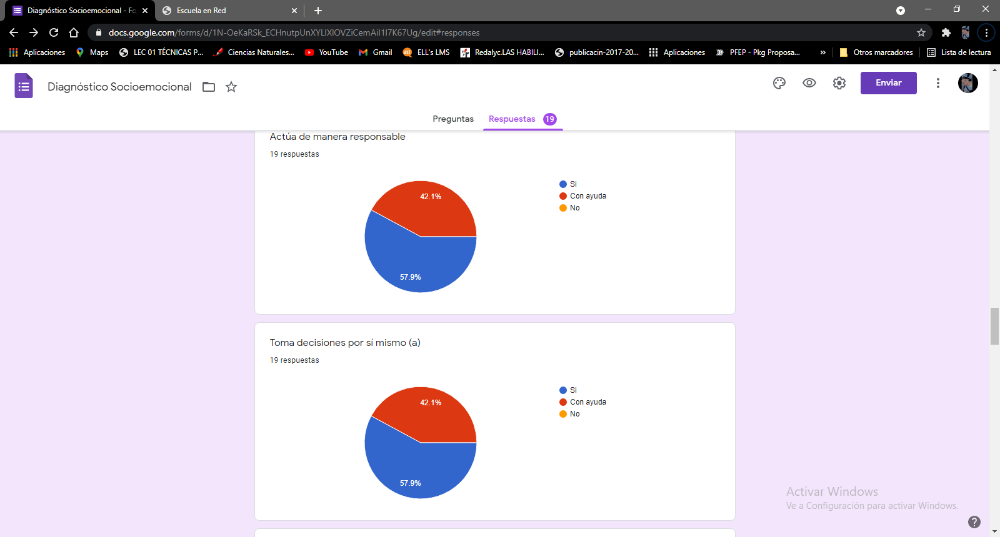 Diagnóstico Socioemocional - Fo
Escuela en Red
docs.google.com/forms/d/1N-OeKaRSk_ECHnutpUnXYLIXIOVZiCemAiI1I7K67Ug/edit#responses
Aplicaciones
Maps
LEC 01 TÉCNICAS P...
Ciencias Naturales...
YouTube
Gmail
ELL's LMS
Redalyc.LAS HABILI...
publicacin-2017-20...
Aplicaciones
PFEP - Pkg Proposa...
»
Otros marcadores
Lista de lectura
Diagnóstico Socioemocional
Enviar
Preguntas
Respuestas 19
Actúa de manera responsable
19 respuestas
42.1%
57.9%
Si
Con ayuda
No
Toma decisiones por sí mismo (a)
19 respuestas
42.1%
57.9%
Si
Con ayuda
No
Activar Windows
Ve a Configuración para activar Windows.